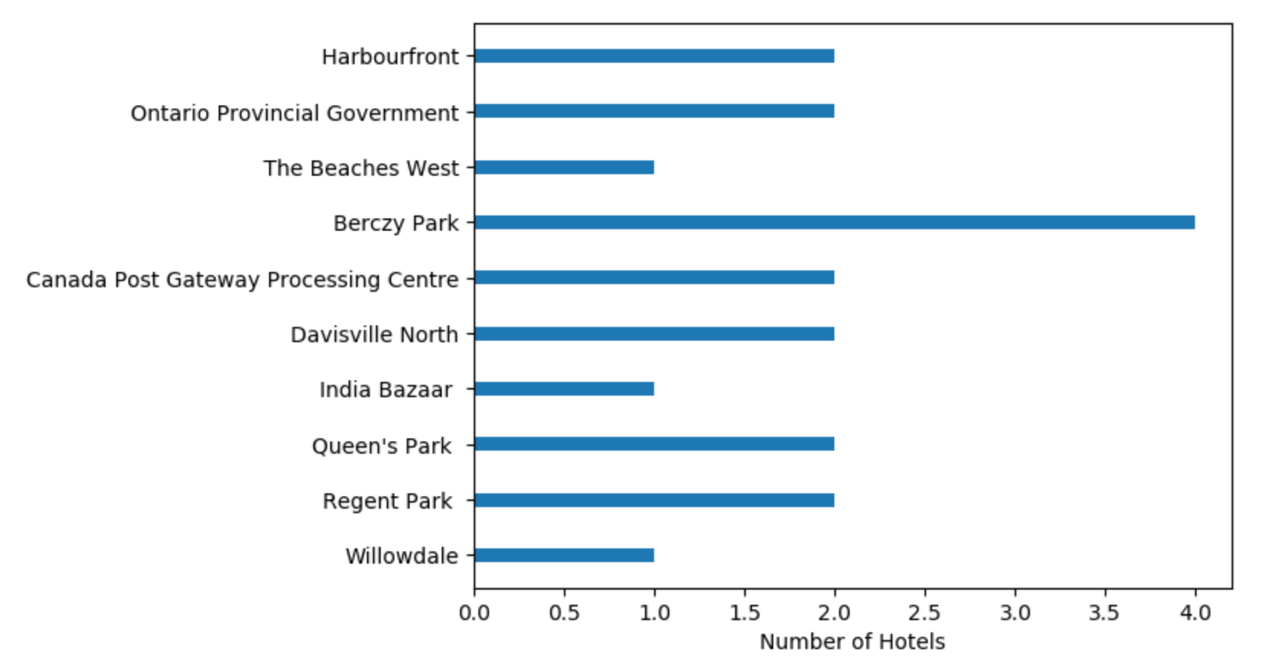 Harbourfront
Ontario Provincial Government
The Beaches West
Berczy Park
Canada Post Gateway Processing Centre
Davisville North
India Bazaar
Queen's Park
Regent Park
Willowdale
0.0 0.5 1.0 1.5 2.0 2.5 3.0 3.5 4.0
Number of Hotels